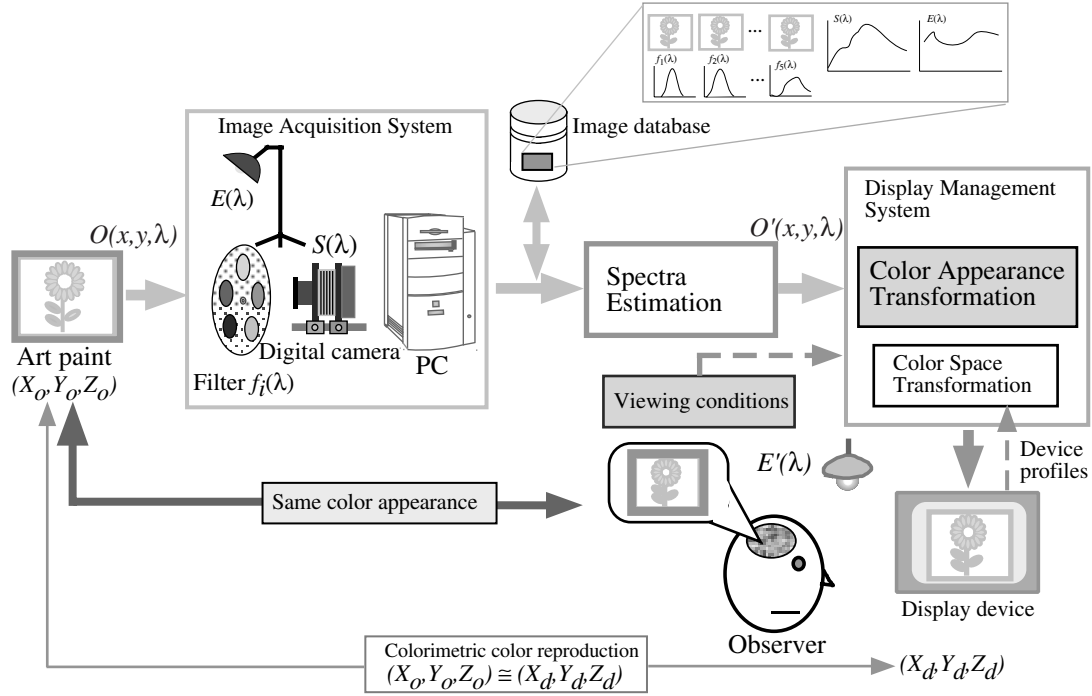 S(λ)
E(λ)
...
f1(λ)
f2(λ)
...
f5(λ)
Image Acquisition System
Image database
E(λ)
Display Management
System
O(x,y,λ)
S(λ)
O'(x,y,λ)
Spectra
Estimation
Color Appearance
Transformation
Art paint
(Xo,Yo,Zo)
Digital camera
PC
Filter fi(λ)
Color Space
Transformation
Viewing conditions
E'(λ)
Device
profiles
Same color appearance
Display device
Observer
Colorimetric color reproduction
(Xo,Yo,Zo) ≅ (Xd,Yd,Zd)
(Xd,Yd,Zd)